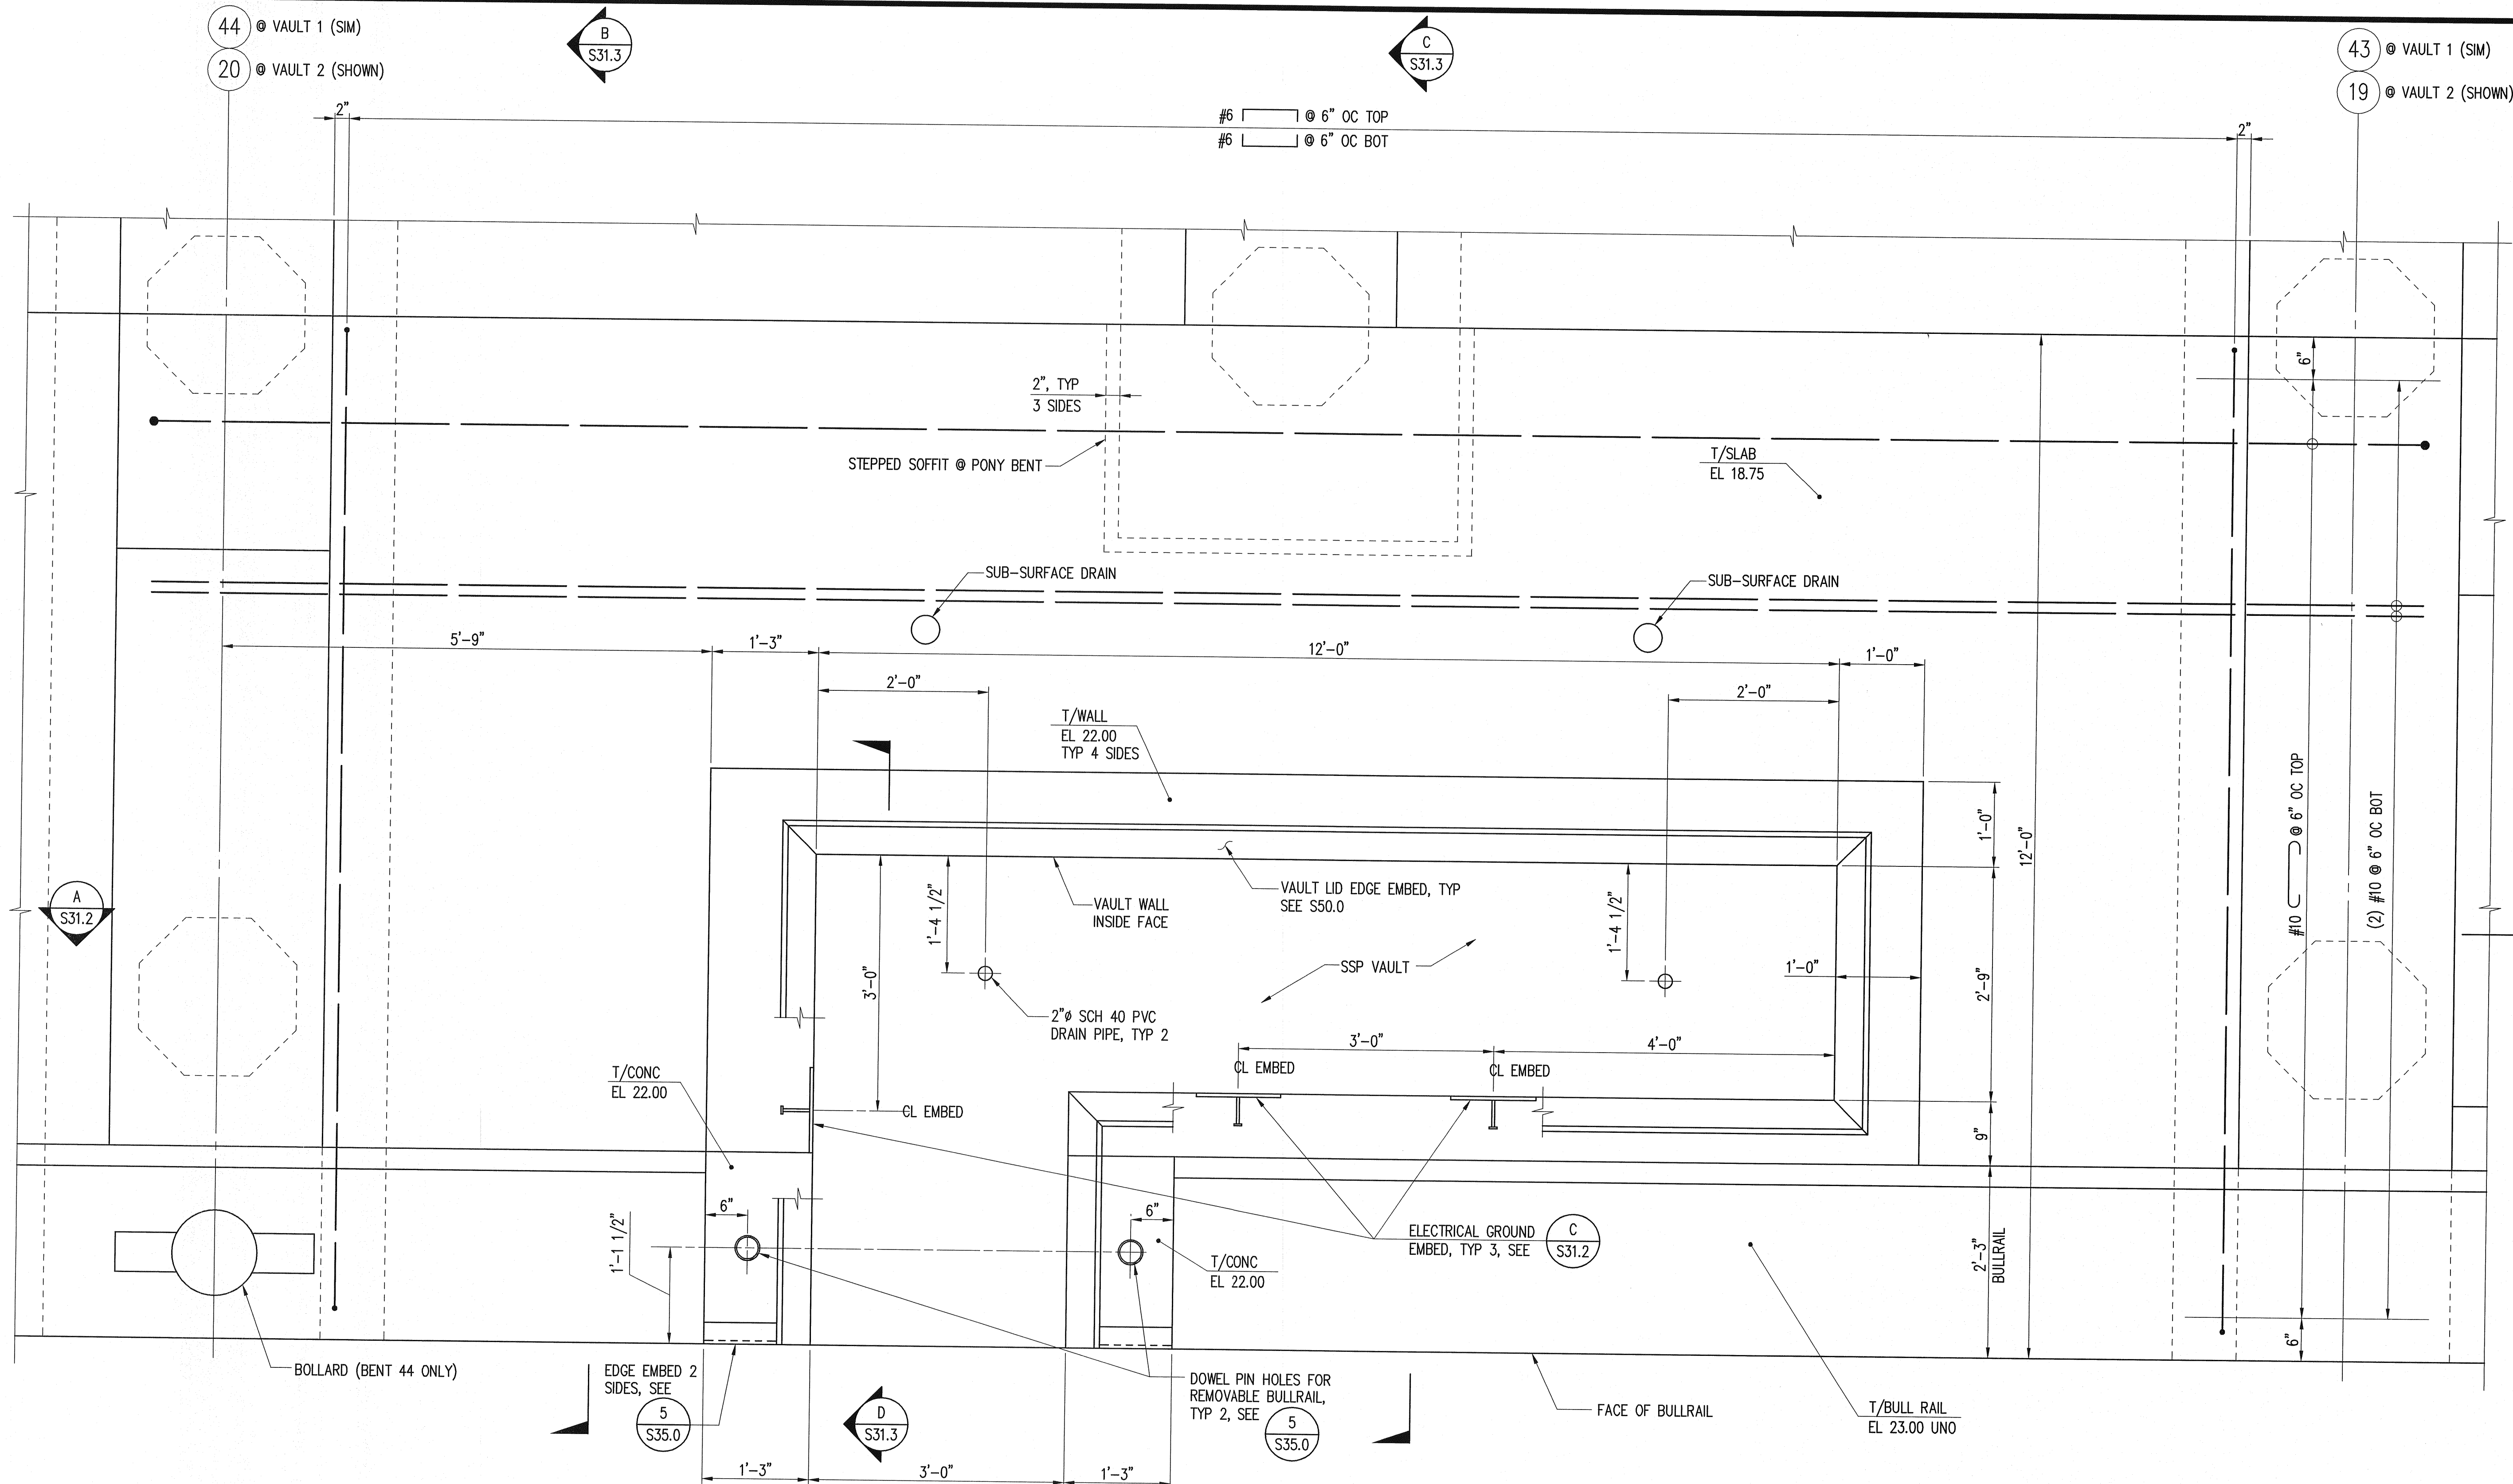 44 @ VAULT 1 (SIM)
20 @ VAULT 2 (SHOWN)
B
S31.3
C
S31.3
43 @ VAULT 1 (SIM)
19 @ VAULT 2 (SHOWN)
2"
#6 @ 6" OC TOP
#6 @ 6" OC BOT
2"
6"
2", TYP
3 SIDES
STEPPED SOFFIT @ PONY BENT
T/SLAB
EL 18.75
SUB-SURFACE DRAIN
SUB-SURFACE DRAIN
5'-9"
1'-3"
12'-0"
1'-0"
2'-0"
2'-0"
T/WALL
EL 22.00
TYP 4 SIDES
#10 @ 6" OC TOP
(2) #10 @ 6" OC BOT
1'-0"
12'-0"
A
S31.2
VAULT WALL
INSIDE FACE
VAULT LID EDGE EMBED, TYP
SEE S50.0
1'-4 1/2"
1'-4 1/2"
3'-0"
SSP VAULT
1'-0"
2'-9"
2"ø SCH 40 PVC
DRAIN PIPE, TYP 2
3'-0"
4'-0"
CL EMBED
CL EMBED
T/CONC
EL 22.00
CL EMBED
9"
6"
6"
1'-1 1/2"
ELECTRICAL GROUND
EMBED, TYP 3, SEE
C
S31.2
T/CONC
EL 22.00
2'-3"
BULLRAIL
6"
BOLLARD (BENT 44 ONLY)
EDGE EMBED 2
SIDES, SEE
5
S35.0
D
S31.3
DOWEL PIN HOLES FOR
REMOVABLE BULLRAIL,
TYP 2, SEE
5
S35.0
FACE OF BULLRAIL
T/BULL RAIL
EL 23.00 UNO
1'-3"
3'-0"
1'-3"